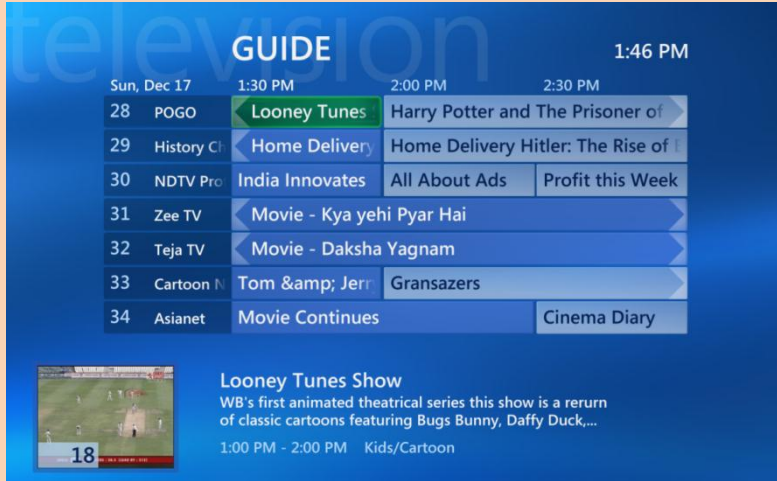 television
GUIDE
1:46 PM
Sun, Dec 17 1:30 PM 2:00 PM 2:30 PM
28 POGO Looney Tunes Harry Potter and The Prisoner of
29 History Ch Home Delivery Home Delivery Hitler: The Rise of
30 NDTV Pro India Innovates All About Ads Profit this Week
31 Zee TV Movie - Kya yehi Pyar Hai
32 Teja TV Movie - Daksha Yagnam
33 Cartoon N Tom &amp; Jerr Gransazers
34 Asianet Movie Continues Cinema Diary
Looney Tunes Show
WB's first animated theatrical series this show is a rerurn
of classic cartoons featuring Bugs Bunny, Daffy Duck,...
1:00 PM - 2:00 PM Kids/Cartoon
18